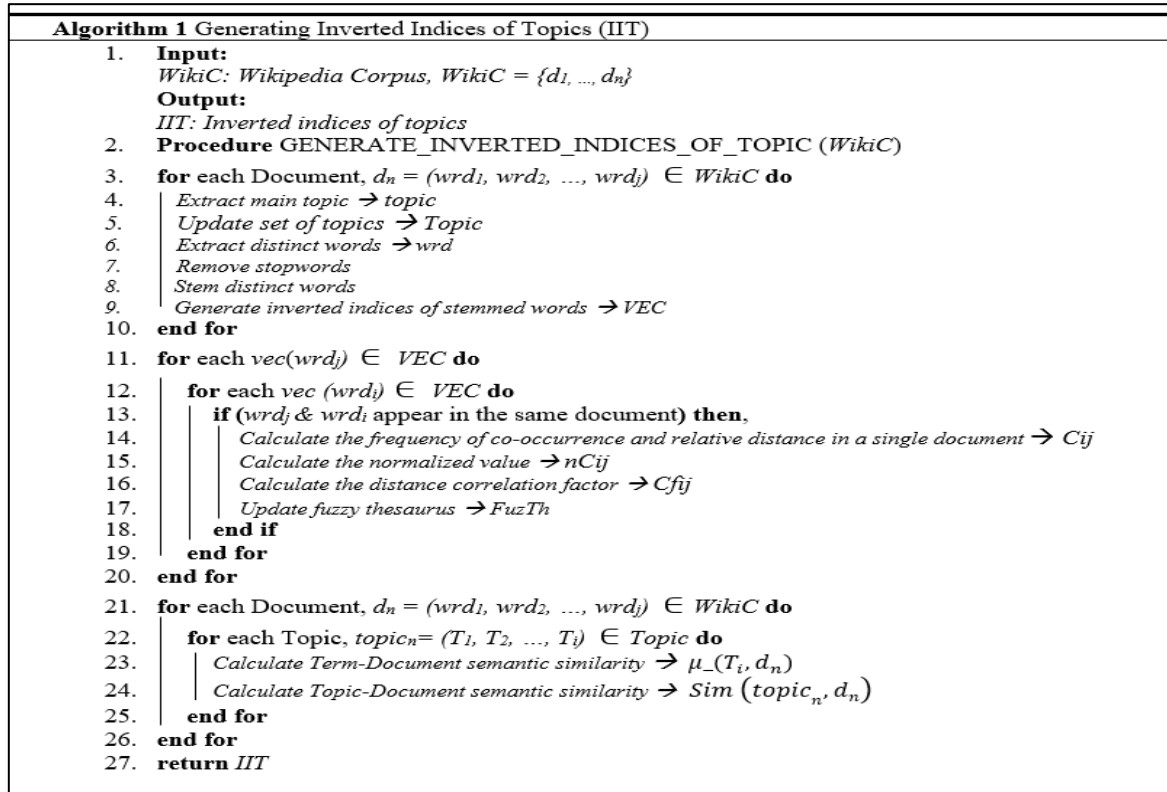 Algorithm 1 Generating Inverted Indices of Topics (IIT)
1. Input:
WikiC: Wikipedia Corpus, WikiC = {d1, ..., dn}
Output:
IIT: Inverted indices of topics
2. Procedure GENERATE_INVERTED_INDICES_OF_TOPIC (WikiC)
3. for each Document, dn = (wrd1, wrd2, ..., wrdj) ∈ WikiC do
4. Extract main topic → topic
5. Update set of topics → Topic
6. Extract distinct words → wrd
7. Remove stopwords
8. Stem distinct words
9. Generate inverted indices of stemmed words → VEC
10. end for
11. for each vec(wrdj) ∈ VEC do
12. for each vec (wrdi) ∈ VEC do
13. if (wrdj & wrdi appear in the same document) then,
14. Calculate the frequency of co-occurrence and relative distance in a single document → Cij
15. Calculate the normalized value → nCij
16. Calculate the distance correlation factor → Cfij
17. Update fuzzy thesaurus → FuzTh
18. end if
19. end for
20. end for
21. for each Document, dn = (wrd1, wrd2, ..., wrdj) ∈ WikiC do
22. for each Topic, topicn= (T1, T2, ..., Ti) ∈ Topic do
23. Calculate Term-Document semantic similarity → μ_(Ti, dn)
24. Calculate Topic-Document semantic similarity → Sim (topicn, dn)
25. end for
26. end for
27. return IIT